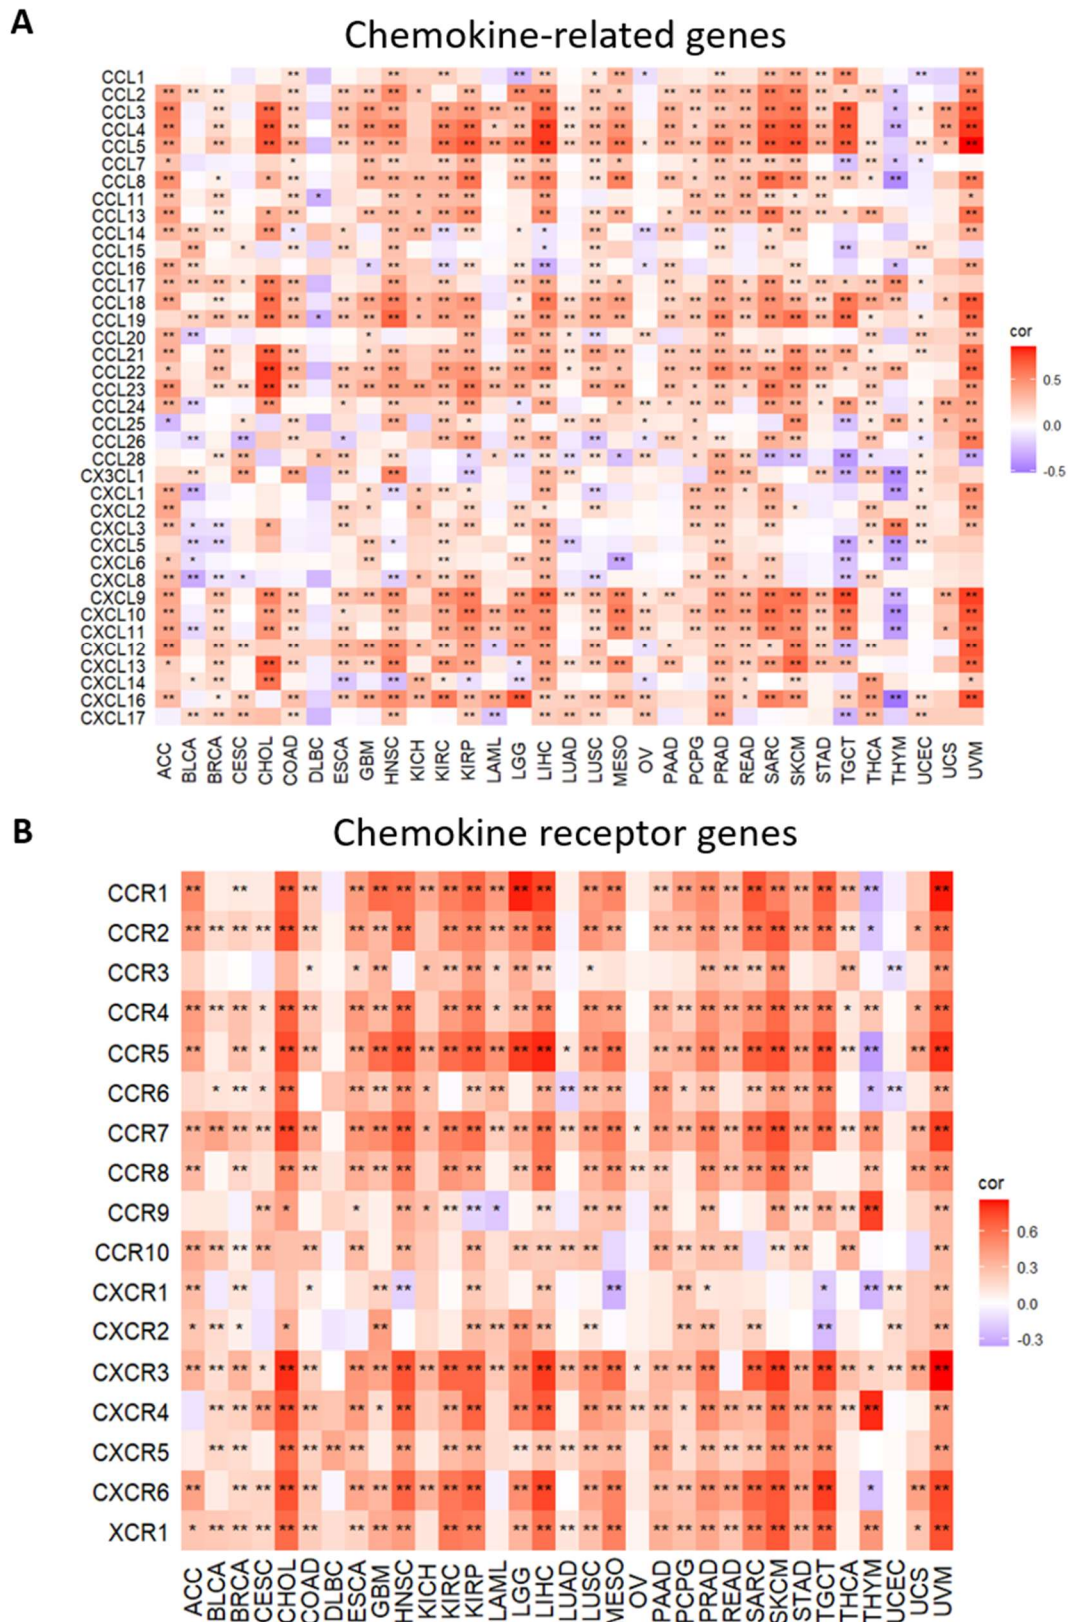 A
Chemokine-related genes
CCL1
CCL2
CCL3
CCL4
CCL5
CCL7
CCL8
CCL11
CCL13
CCL14
CCL15
CCL16
CCL17
CCL18
CCL19
CCL20
CCL21
CCL22
CCL23
CCL24
CCL25
CCL26
CCL28
CX3CL1
CXCL1
CXCL2
CXCL3
CXCL5
CXCL6
CXCL8
CXCL9
CXCL10
CXCL11
CXCL12
CXCL13
CXCL14
CXCL16
CXCL17
cor
0.5
0.0
-0.5
ACC BLCA BRCA CESC CHOL COAD DLBC ESCA GBM HNSC KICH KIRC KIRP LAML LGG LIHC LUAD LUSC MESO OV PAAD PCPG PRAD READ SARC SKCM STAD TGCT THCA THYM UCEC UCS UVM
B
Chemokine receptor genes
CCR1
CCR2
CCR3
CCR4
CCR5
CCR6
CCR7
CCR8
CCR9
CCR10
CXCR1
CXCR2
CXCR3
CXCR4
CXCR5
CXCR6
XCR1
cor
0.6
0.3
0.0
-0.3
ACC BLCA BRCA CESC CHOL COAD DLBC ESCA GBM HNSC KICH KIRC KIRP LAML LGG LIHC LUAD LUSC MESO OV PAAD PCPG PRAD READ SARC SKCM STAD TGCT THCA THYM UCEC UCS UVM